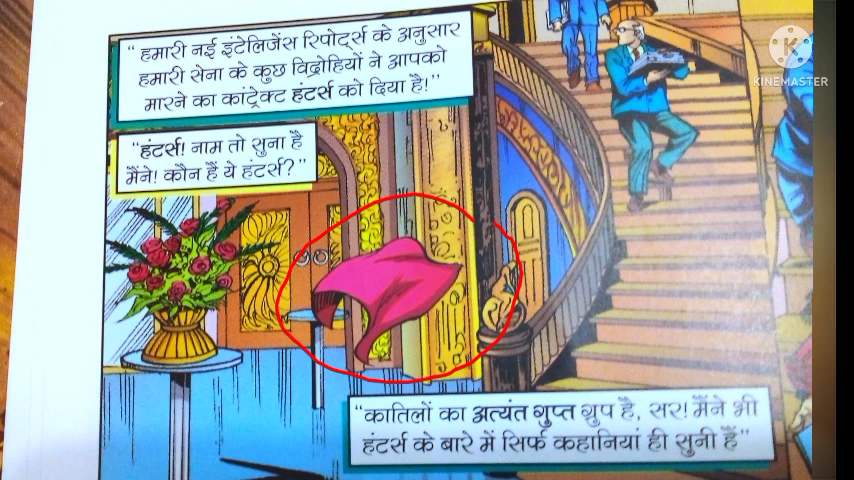 “हमारी नई इंटेलिजेंस रिपोर्ट्स के अनुसार
हमारी सेना के कुछ विद्रोहियों ने आपको
मारने का कांट्रेक्ट हंटर्स को दिया है!”
“हंटर्स! नाम तो सुना है
मैंने! कौन हैं ये हंटर्स?”
KINEMASTER
“कातिलों का अत्यंत गुप्त ग्रुप है, सर! मैंने भी
हंटर्स के बारे में सिर्फ कहानियां ही सुनी हैं”